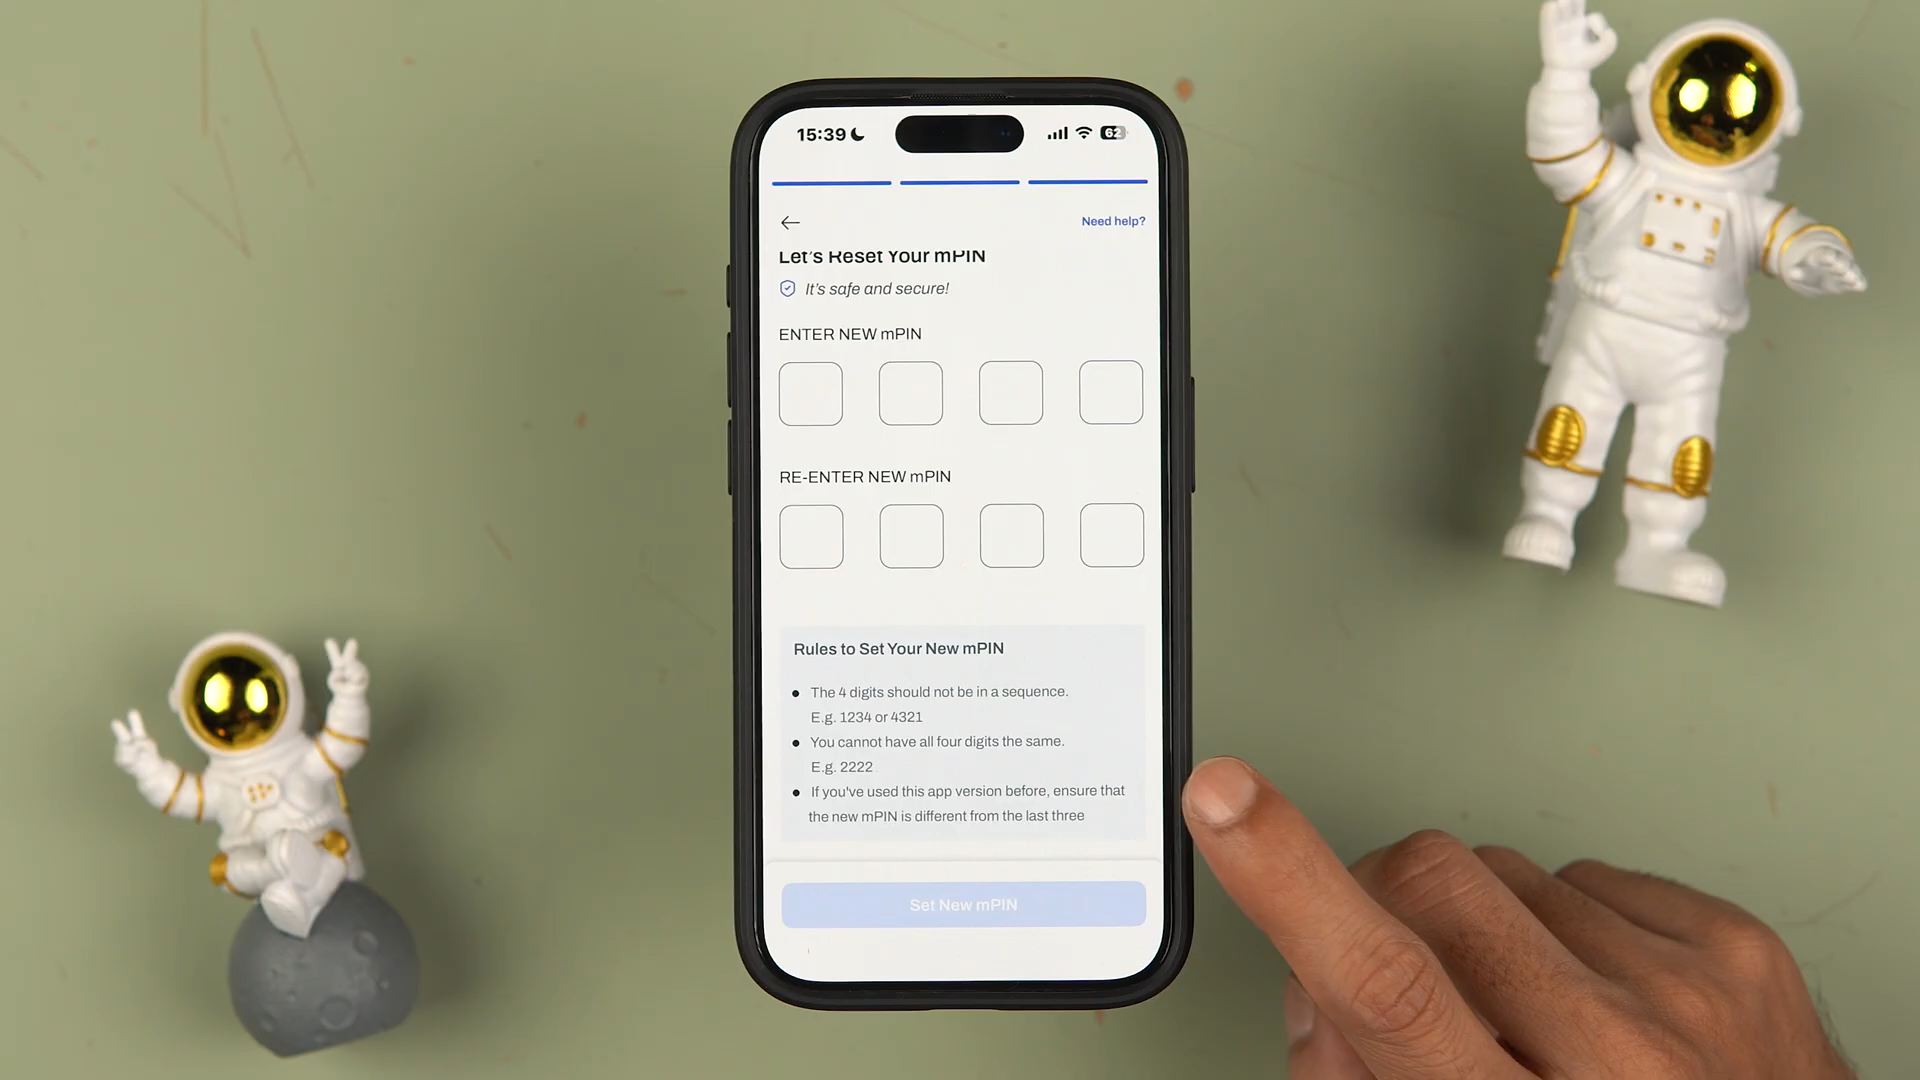 15:39
62
Need help?
Let's Reset Your mPIN
It's safe and secure!
ENTER NEW mPIN
RE-ENTER NEW mPIN
Rules to Set Your New mPIN
The 4 digits should not be in a sequence.
E.g. 1234 or 4321
You cannot have all four digits the same.
E.g. 2222
If you've used this app version before, ensure that
the new mPIN is different from the last three
Set New mPIN